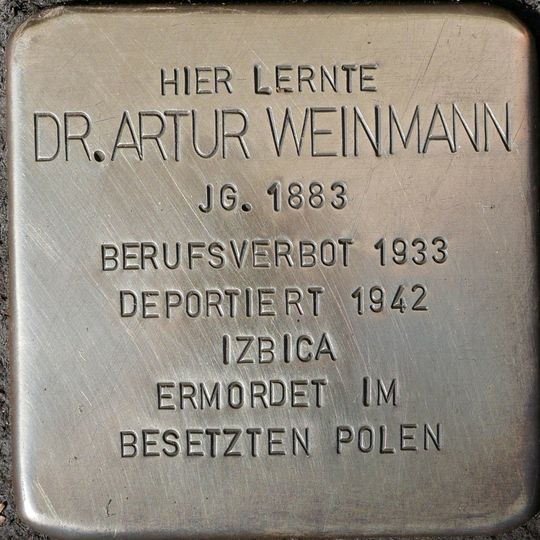 HIER LERNTE
DR. ARTUR WEINMANN
JG. 1883
BERUFSVERBOT 1933
DEPORTIERT 1942
IZBICA
ERMORDET IM
BESETZTEN POLEN